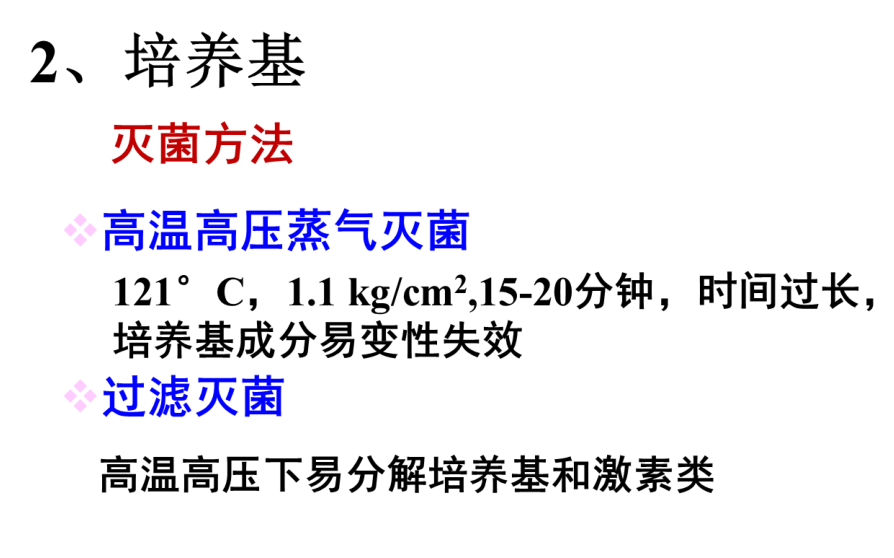 2、培养基
灭菌方法
高温高压蒸气灭菌
121°C，1.1 kg/cm²,15-20分钟，时间过长，
培养基成分易变性失效
过滤灭菌
高温高压下易分解培养基和激素类